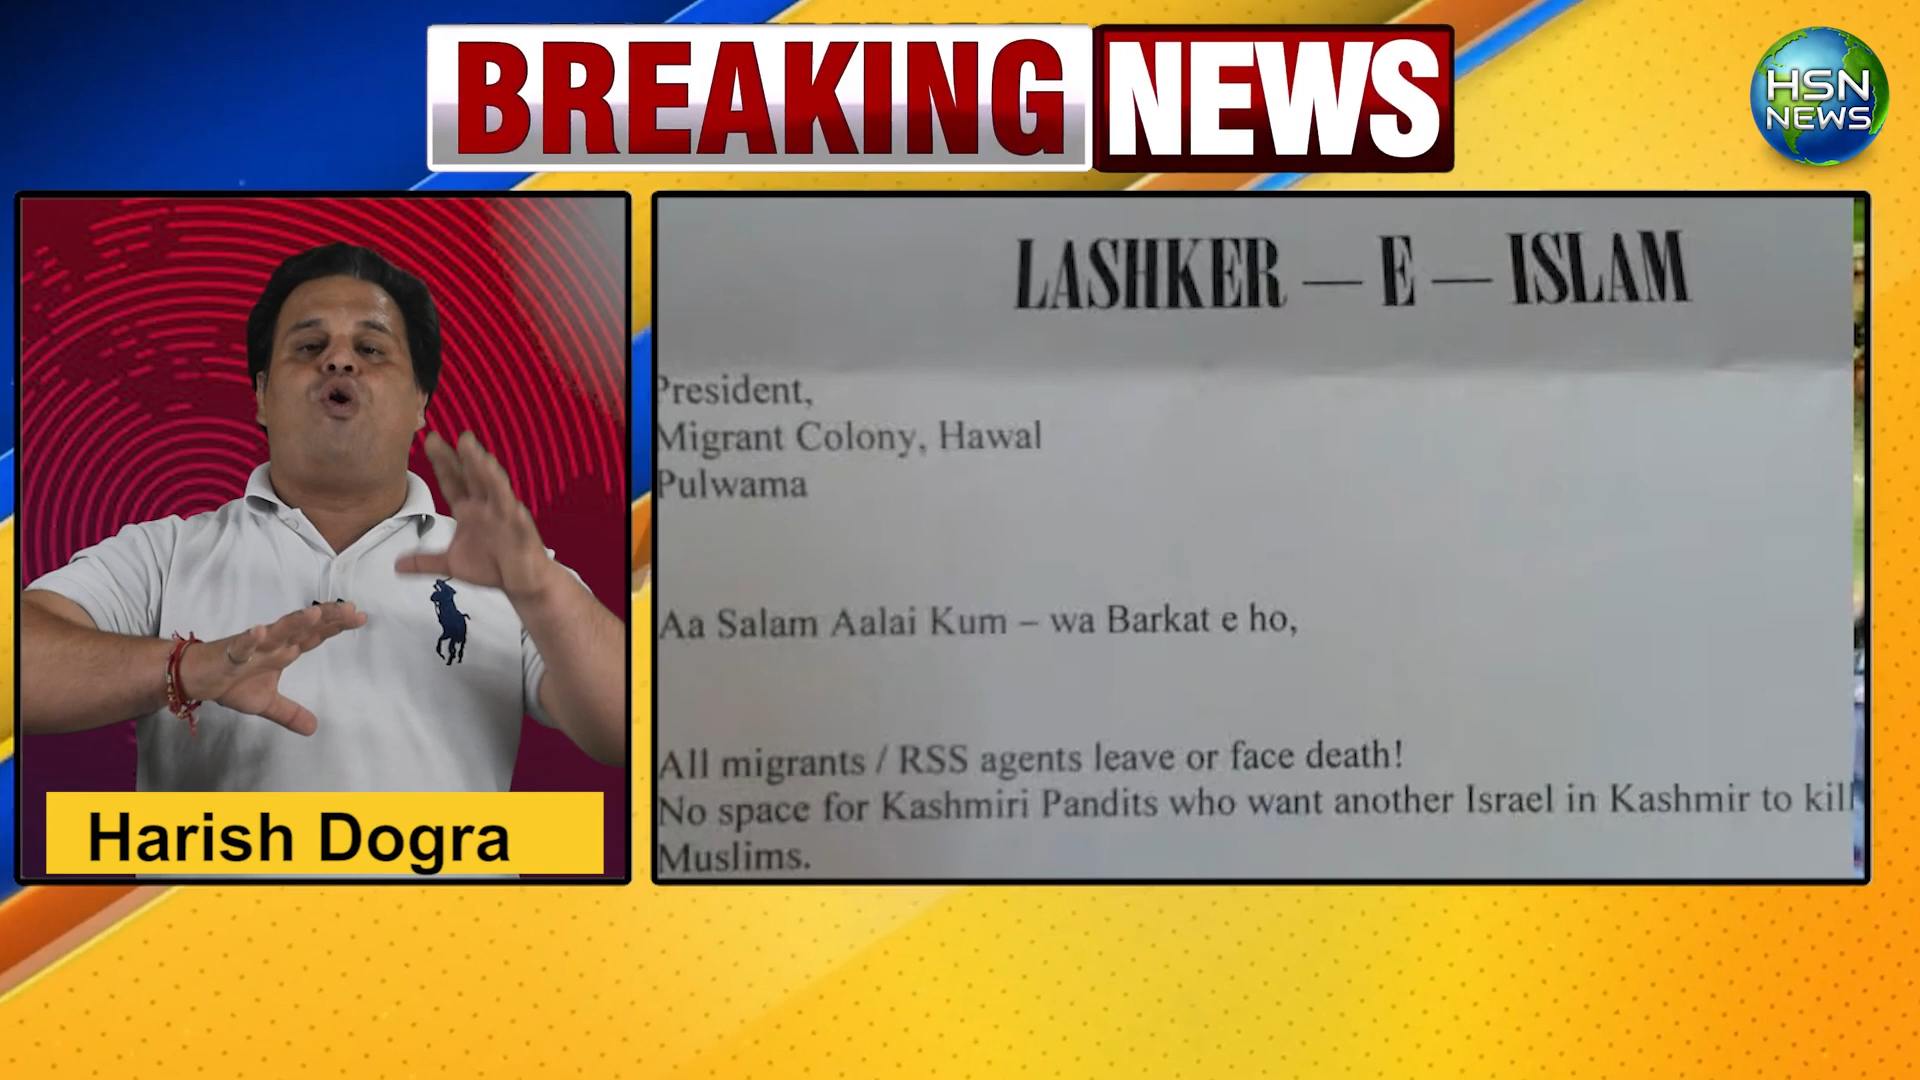 BREAKING NEWS
HSN
NEWS
LASHKER – E – ISLAM
President,
Migrant Colony, Hawal
Pulwama
Aa Salam Aalai Kum – wa Barkat e ho,
All migrants / RSS agents leave or face death!
No space for Kashmiri Pandits who want another Israel in Kashmir to kill
Muslims.
Harish Dogra